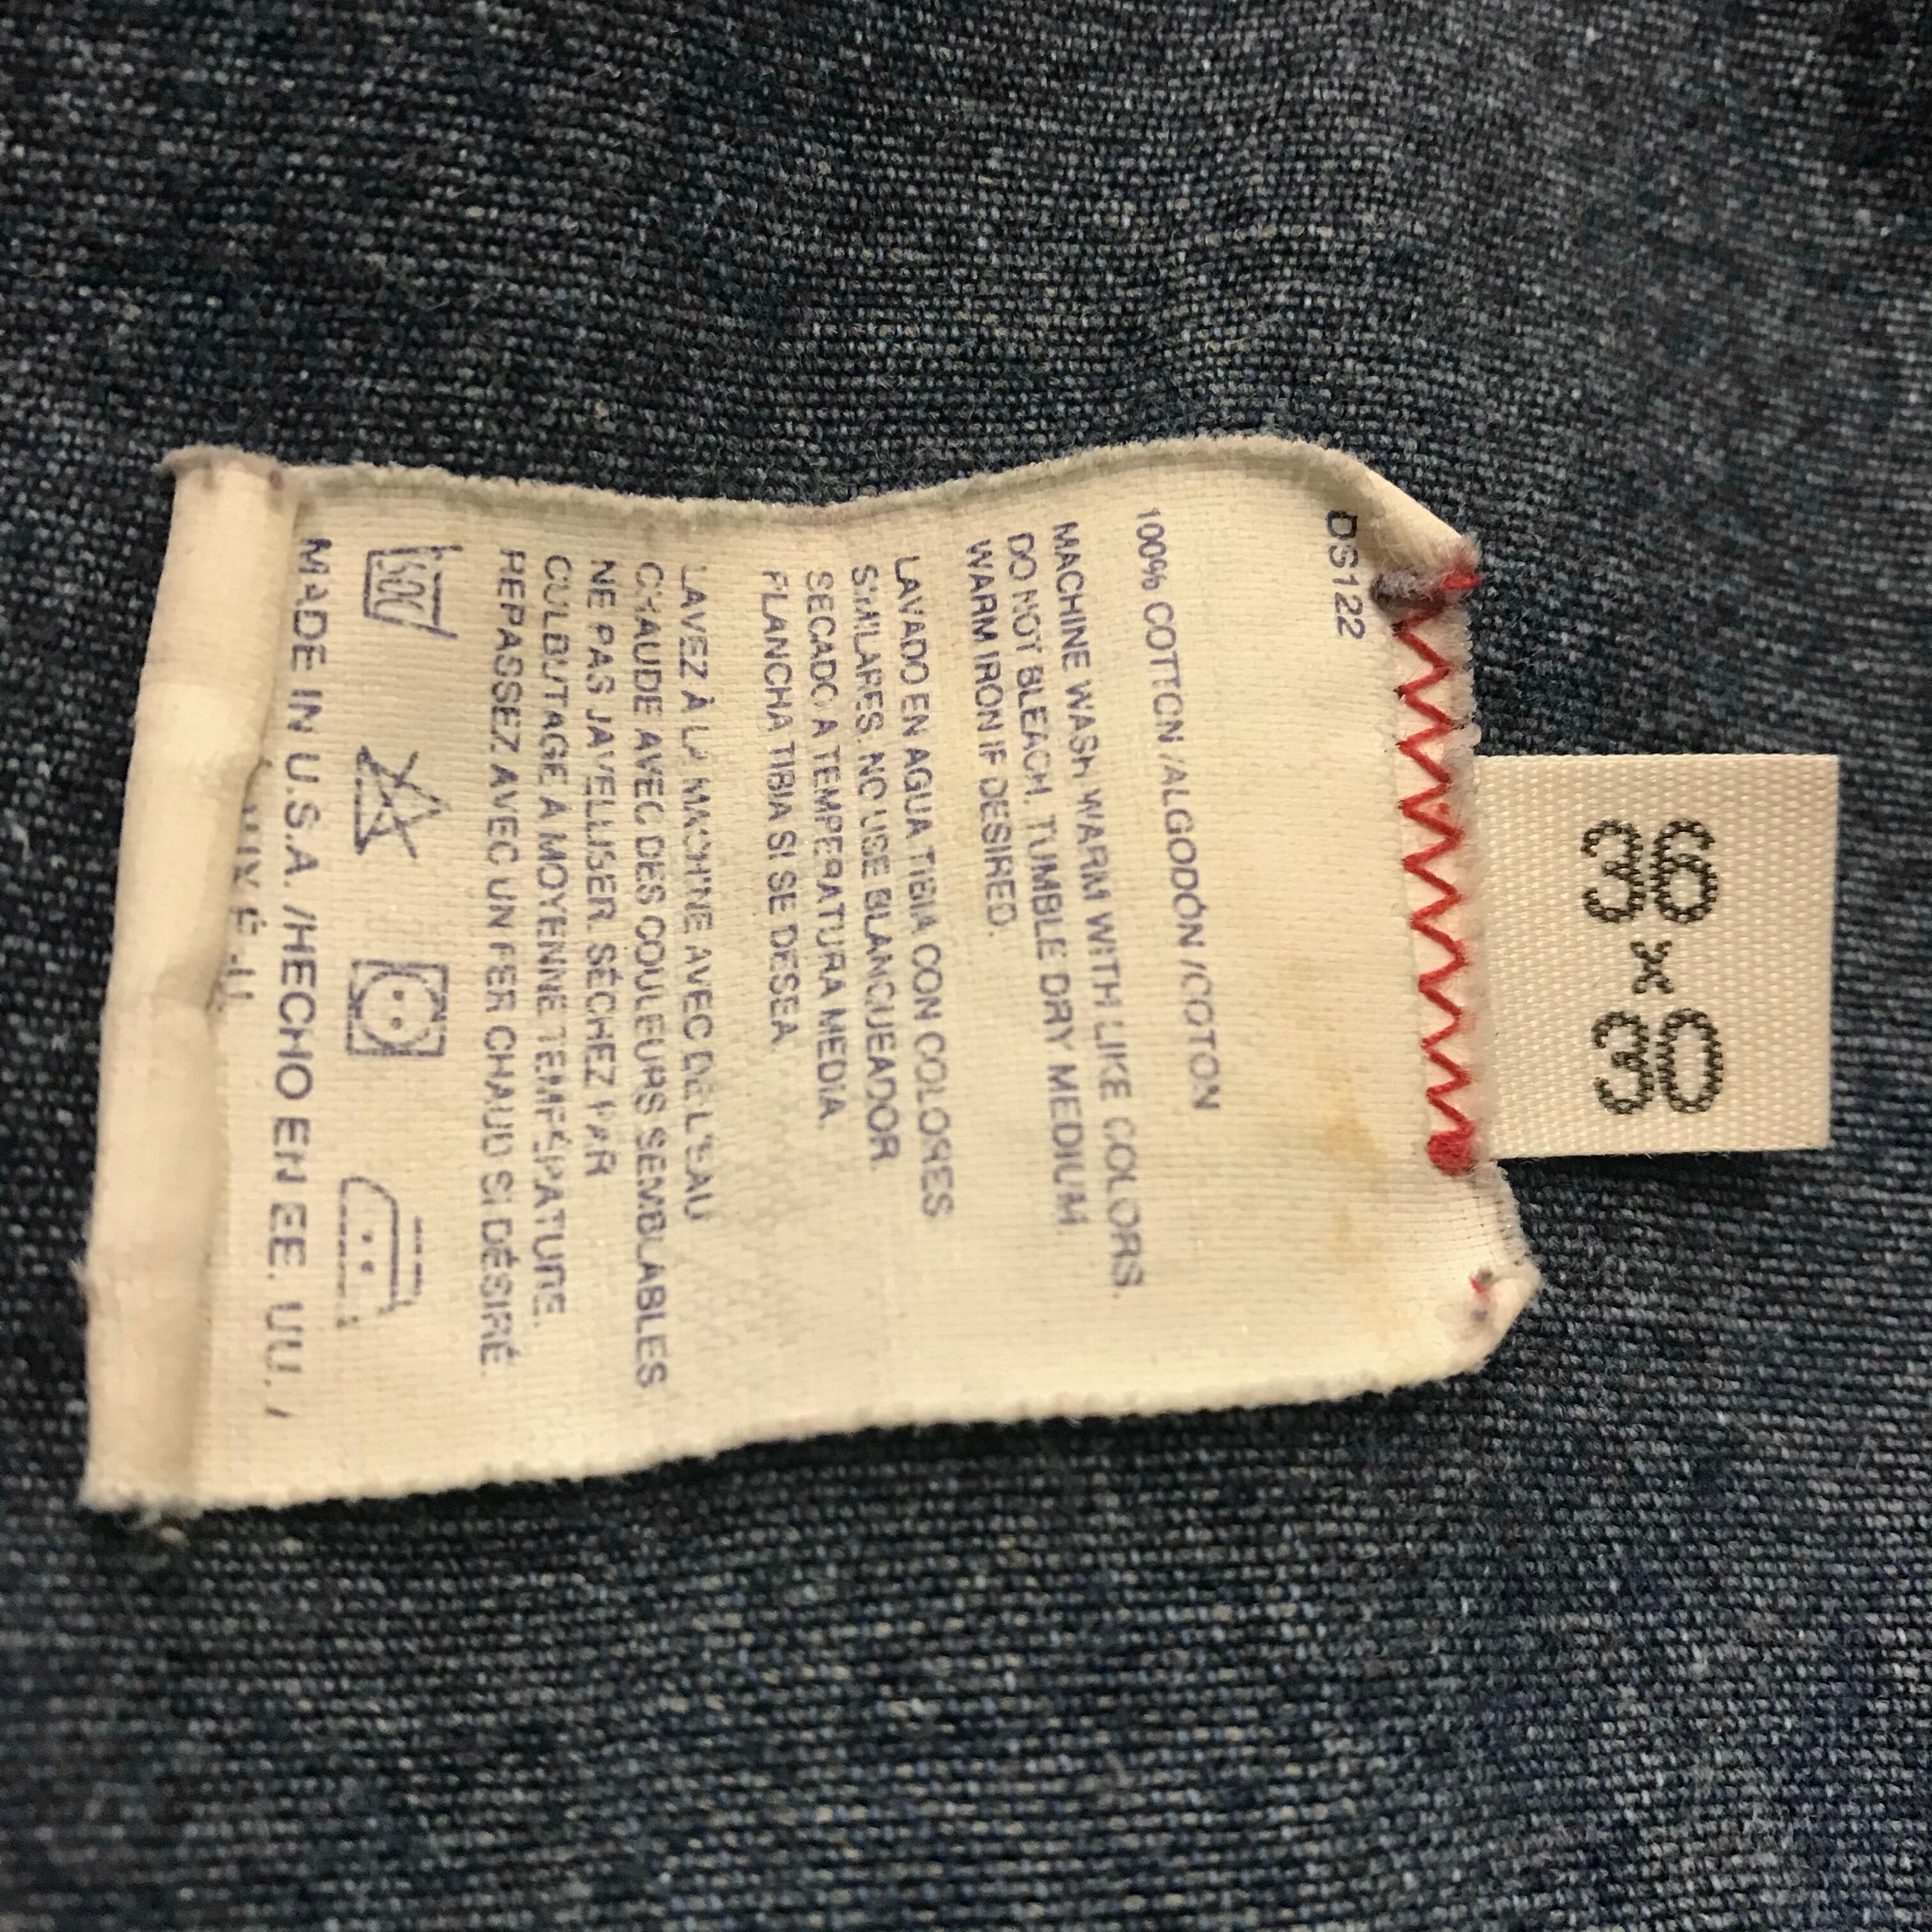 36
x
30
DS122
100% COTTON /ALGODÓN /COTON
MACHINE WASH WARM WITH LIKE COLORS.
DO NOT BLEACH. TUMBLE DRY MEDIUM.
WARM IRON IF DESIRED.
LAVADO EN AGUA TIBIA CON COLORES
SIMILARES. NO USE BLANQUEADOR.
SECADO A TEMPERATURA MEDIA.
PLANCHA TIBIA SI SE DESEA.
LAVEZ À LA MACHINE AVEC DE L'EAU
CHAUDE AVEC DES COULEURS SEMBLABLES.
NE PAS JAVELLISER. SÉCHEZ PAR
CULBUTAGE À MOYENNE TEMPÉRATURE.
REPASSEZ AVEC UN FER CHAUD SI DÉSIRÉ.
MADE IN U.S.A. /HECHO EN EE. UU. /